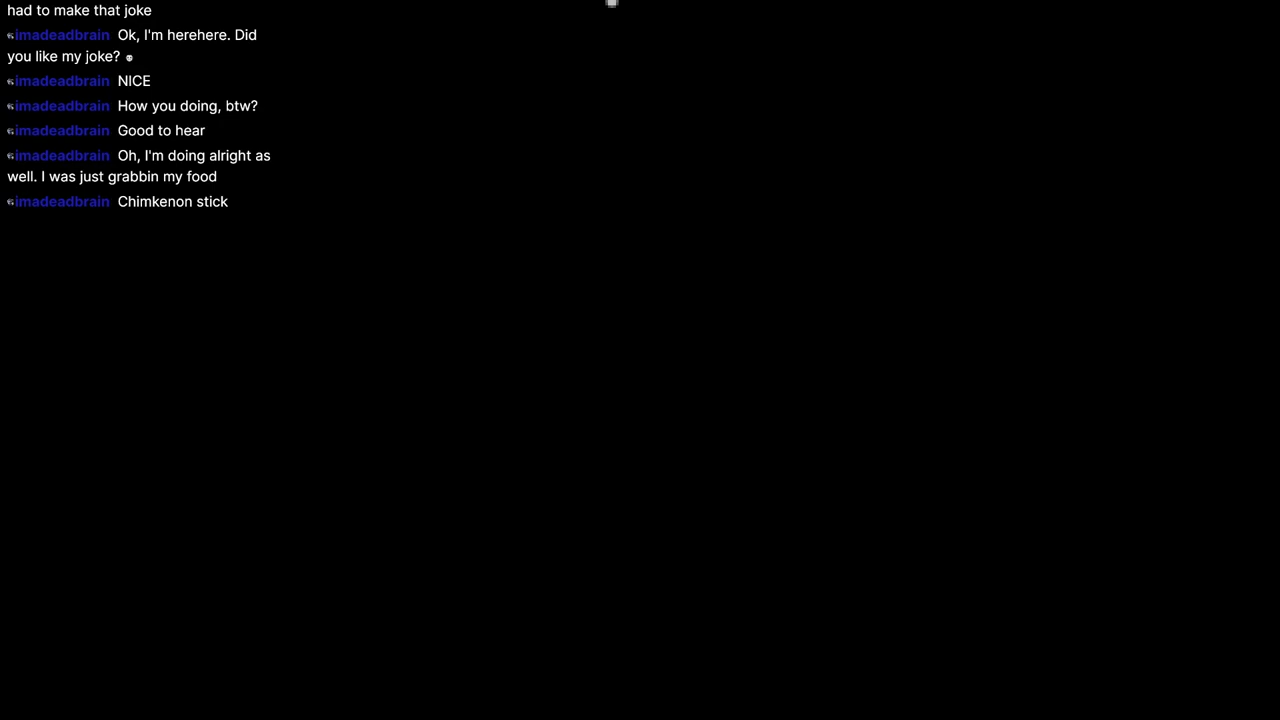 had to make that joke
imadeadbrain Ok, I'm herehere. Did
you like my joke?
imadeadbrain NICE
imadeadbrain How you doing, btw?
imadeadbrain Good to hear
imadeadbrain Oh, I'm doing alright as
well. I was just grabbin my food
imadeadbrain Chimkenon stick